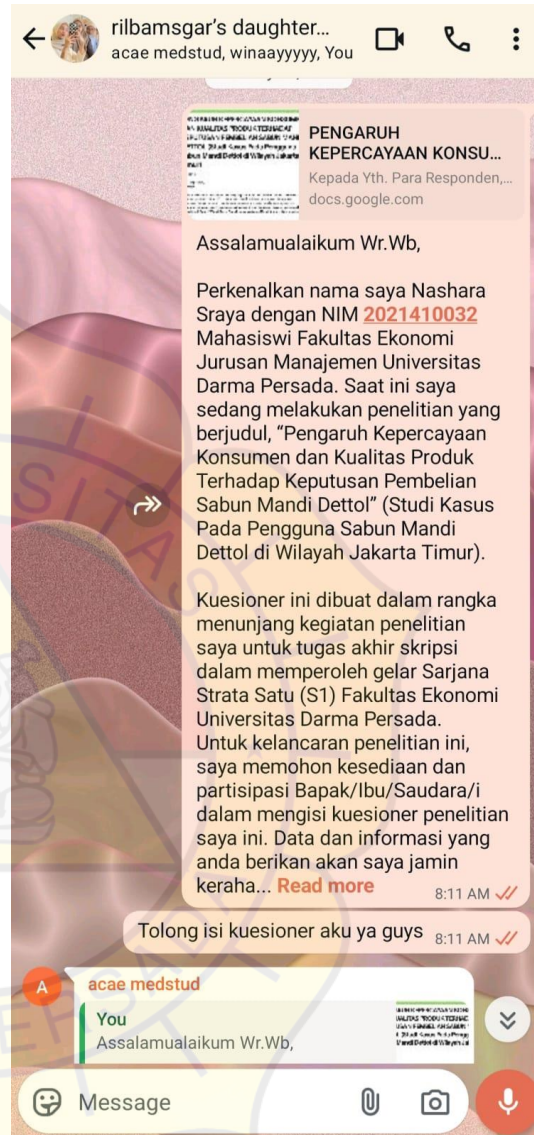 rilbamsgar's daughter...
acae medstud, winaayyyyy, You
PENGARUH
KEPERCAYAAN KONSU...
Kepada Yth. Para Responden,...
docs.google.com
Assalamualaikum Wr.Wb,
Perkenalkan nama saya Nashara
Sraya dengan NIM 2021410032
Mahasiswi Fakultas Ekonomi
Jurusan Manajemen Universitas
Darma Persada. Saat ini saya
sedang melakukan penelitian yang
berjudul, “Pengaruh Kepercayaan
Konsumen dan Kualitas Produk
Terhadap Keputusan Pembelian
Sabun Mandi Dettol” (Studi Kasus
Pada Pengguna Sabun Mandi
Dettol di Wilayah Jakarta Timur).
Kuesioner ini dibuat dalam rangka
menunjang kegiatan penelitian
saya untuk tugas akhir skripsi
dalam memperoleh gelar Sarjana
Strata Satu (S1) Fakultas Ekonomi
Universitas Darma Persada.
Untuk kelancaran penelitian ini,
saya memohon kesediaan dan
partisipasi Bapak/Ibu/Saudara/i
dalam mengisi kuesioner penelitian
saya ini. Data dan informasi yang
anda berikan akan saya jamin
keraha... Read more
8:11 AM
Tolong isi kuesioner aku ya guys 8:11 AM
A
acae medstud
You
Assalamualaikum Wr.Wb,
Message